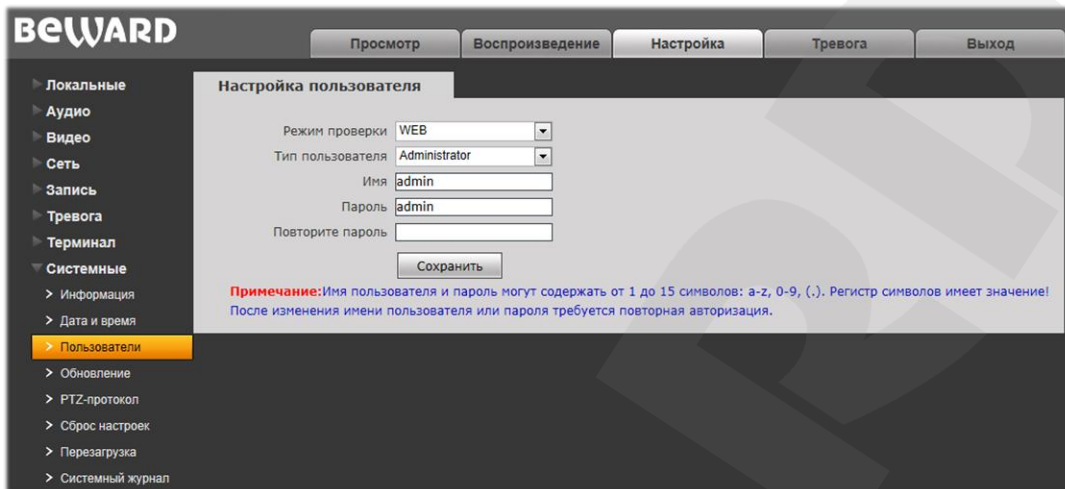 BEWARD
Просмотр Воспроизведение Настройка Тревога Выход
Локальные
Аудио
Видео
Сеть
Запись
Тревога
Терминал
Системные
Информация
Дата и время
Пользователи
Обновление
PTZ-протокол
Сброс настроек
Перезагрузка
Системный журнал
Настройка пользователя
Режим проверки WEB
Тип пользователя Administrator
Имя admin
Пароль admin
Повторите пароль
Сохранить
Примечание:Имя пользователя и пароль могут содержать от 1 до 15 символов: a-z, 0-9, (.). Регистр символов имеет значение!
После изменения имени пользователя или пароля требуется повторная авторизация.